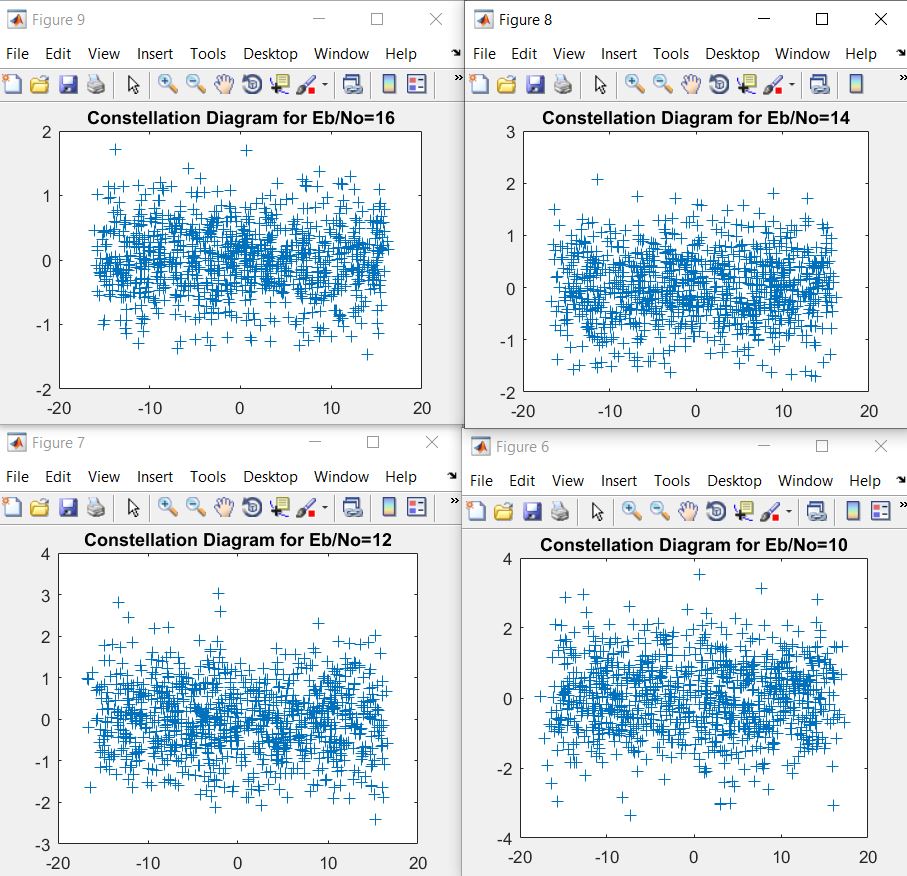 Figure 9
File Edit View Insert Tools Desktop Window Help
Constellation Diagram for Eb/No=16
2
1
0
-1
-2
-20 -10 0 10 20
Figure 8
File Edit View Insert Tools Desktop Window Help
Constellation Diagram for Eb/No=14
3
2
1
0
-1
-2
-20 -10 0 10 20
Figure 7
File Edit View Insert Tools Desktop Window Help
Constellation Diagram for Eb/No=12
4
3
2
1
0
-1
-2
-3
-20 -10 0 10 20
Figure 6
File Edit View Insert Tools Desktop Window Help
Constellation Diagram for Eb/No=10
4
2
0
-2
-4
-20 -10 0 10 20